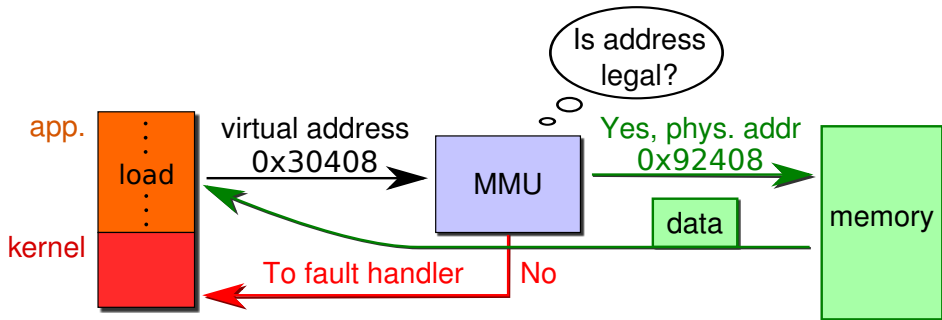 Is address
legal?
app.
virtual address
0x30408
Yes, phys. addr
0x92408
load
MMU
data
memory
kernel
To fault handler
No